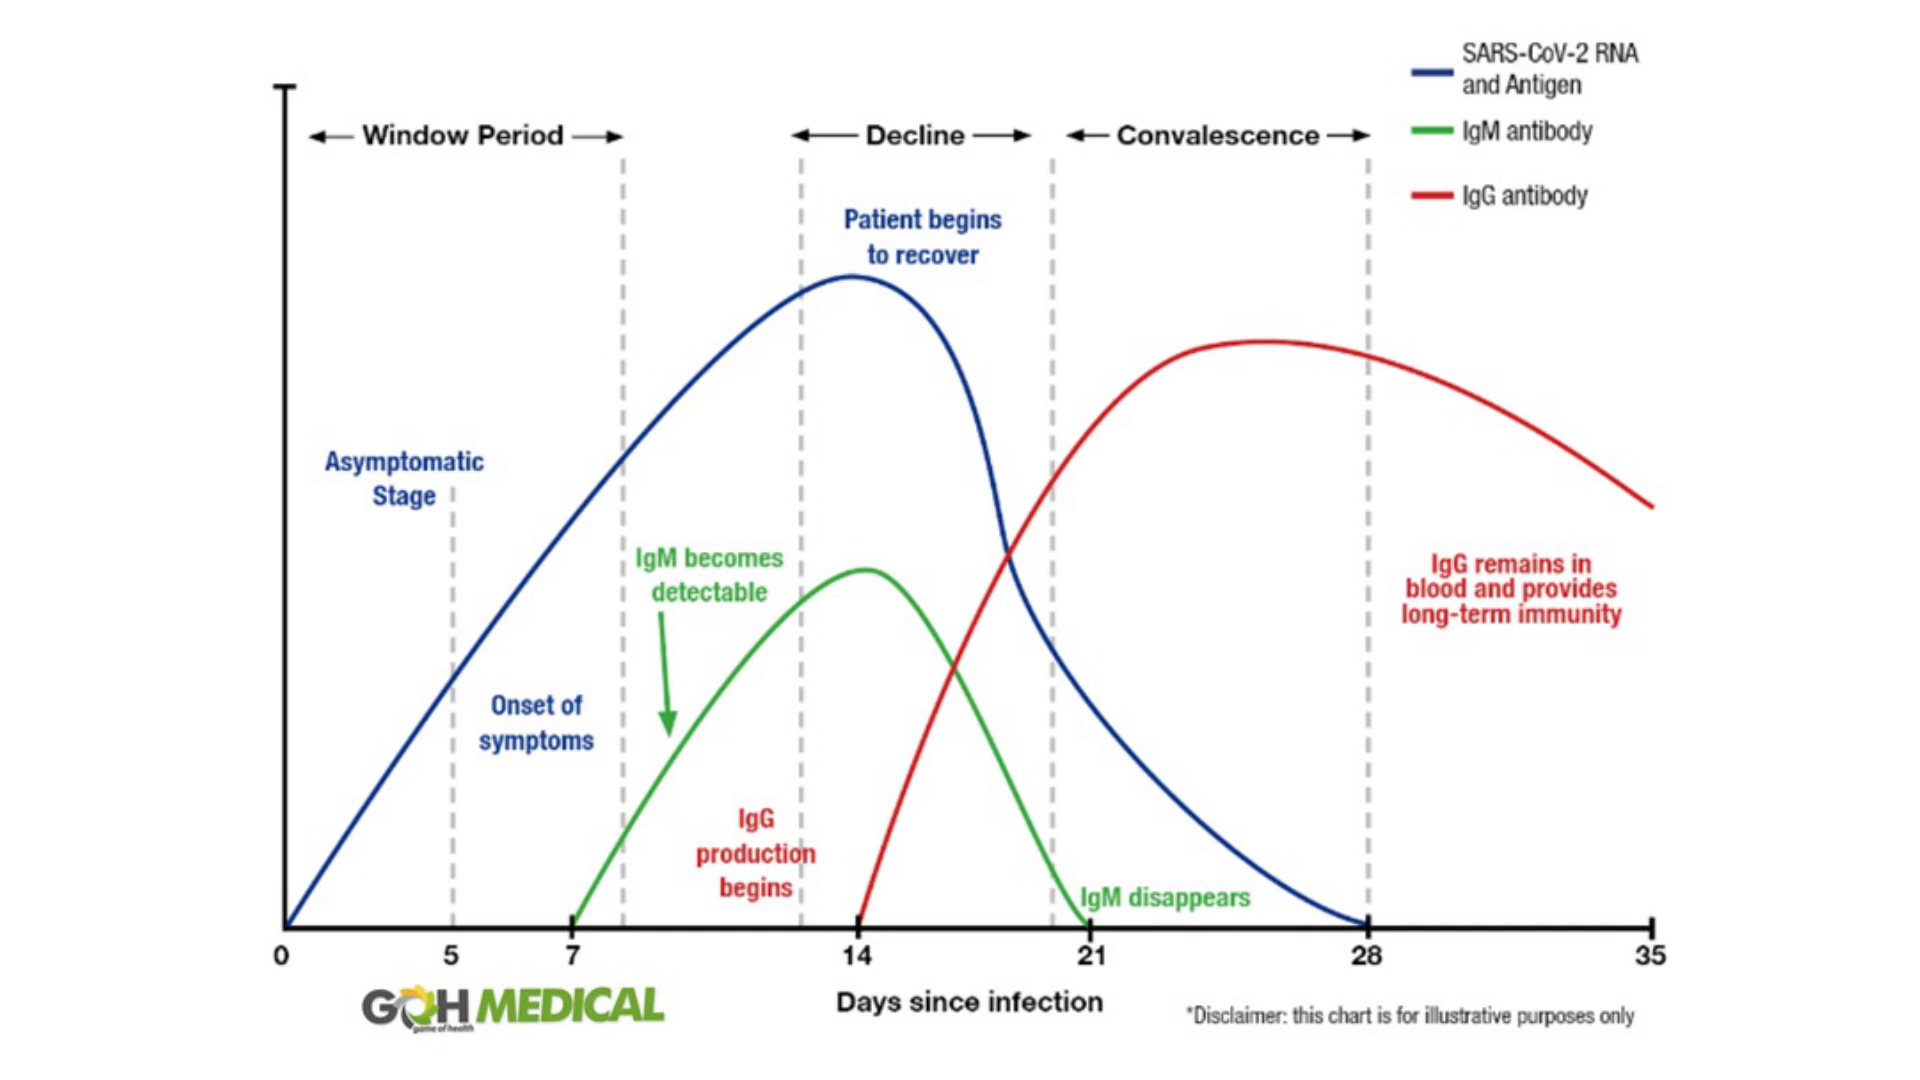 SARS-CoV-2 RNA
and Antigen
IgM antibody
IgG antibody
Window Period
Decline
Convalescence
Patient begins
to recover
Asymptomatic
Stage
IgM becomes
detectable
IgG remains in
blood and provides
long-term immunity
Onset of
symptoms
IgG
production
begins
IgM disappears
0 5 7 14 21 28 35
Days since infection
GOH MEDICAL
game of health
*Disclaimer: this chart is for illustrative purposes only